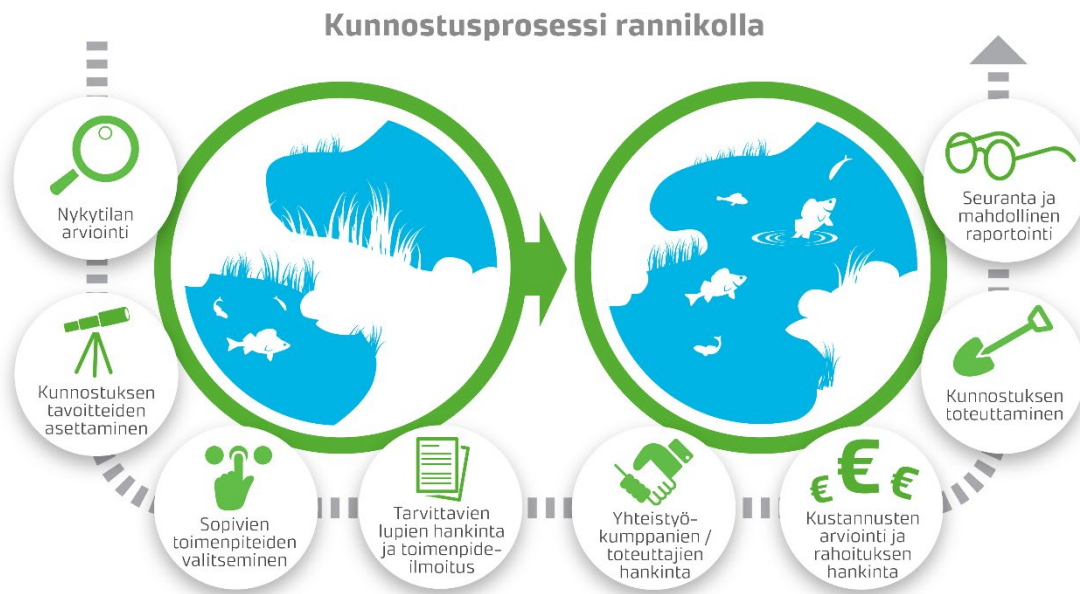 Kunnostusprosessi rannikolla
Nykytilan
arviointi
Kunnostuksen
tavoitteiden
asettaminen
Sopivien
toimenpiteiden
valitseminen
Tarvittavien
lupien hankinta
ja toimenpide-
ilmoitus
Yhteistyö-
kumppanien /
toteuttajien
hankinta
€ € €
Kustannusten
arviointi ja
rahoituksen
hankinta
Kunnostuksen
toteuttaminen
Seuranta ja
mahdollinen
raportointi